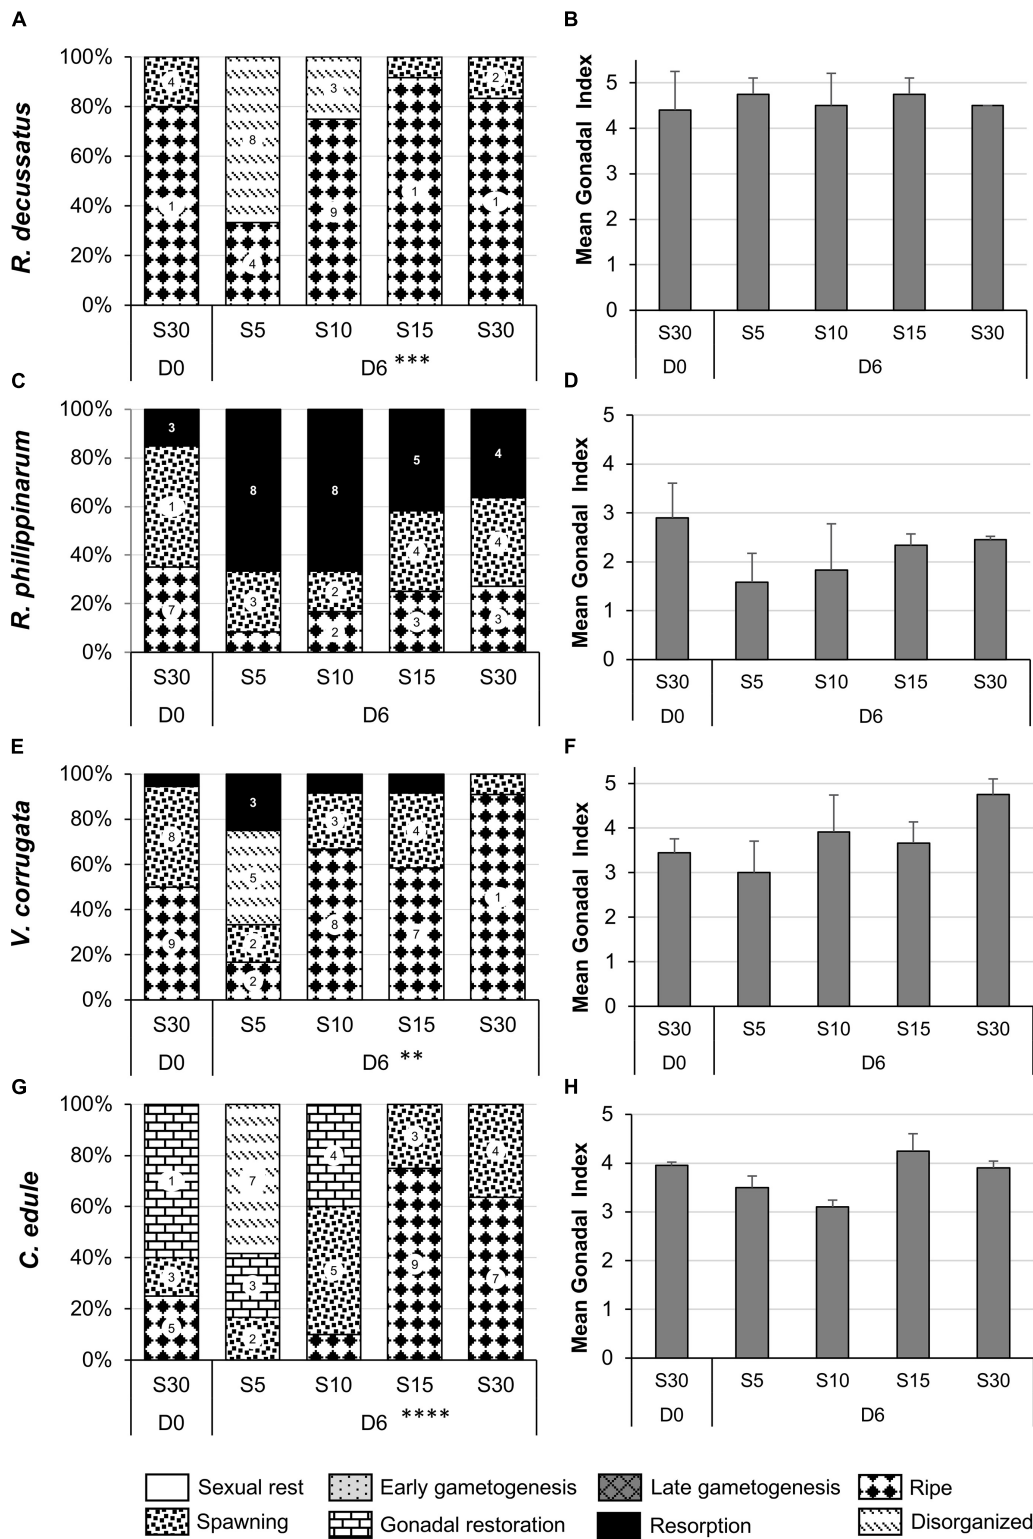 A
B
R. decussatus
100%
80%
60%
40%
20%
0%
4
1
8
4
3
9
1
2
1
S30 S5 S10 S15 S30
D0 D6 ***
Mean Gonadal Index
5
4
3
2
1
0
S30 S5 S10 S15 S30
D0 D6
C
D
R. philippinarum
100%
80%
60%
40%
20%
0%
3
1
7
8
3
8
2
2
5
4
3
4
4
3
S30 S5 S10 S15 S30
D0 D6
Mean Gonadal Index
5
4
3
2
1
0
S30 S5 S10 S15 S30
D0 D6
E
F
V. corrugata
100%
80%
60%
40%
20%
0%
8
9
3
5
2
2
3
8
4
7
1
S30 S5 S10 S15 S30
D0 D6 **
Mean Gonadal Index
5
4
3
2
1
0
S30 S5 S10 S15 S30
D0 D6
G
H
C. edule
100%
80%
60%
40%
20%
0%
1
3
5
7
3
2
4
5
3
9
4
7
S30 S5 S10 S15 S30
D0 D6 ****
Mean Gonadal Index
5
4
3
2
1
0
S30 S5 S10 S15 S30
D0 D6
Sexual rest Early gametogenesis Late gametogenesis Ripe
Spawning Gonadal restoration Resorption Disorganized